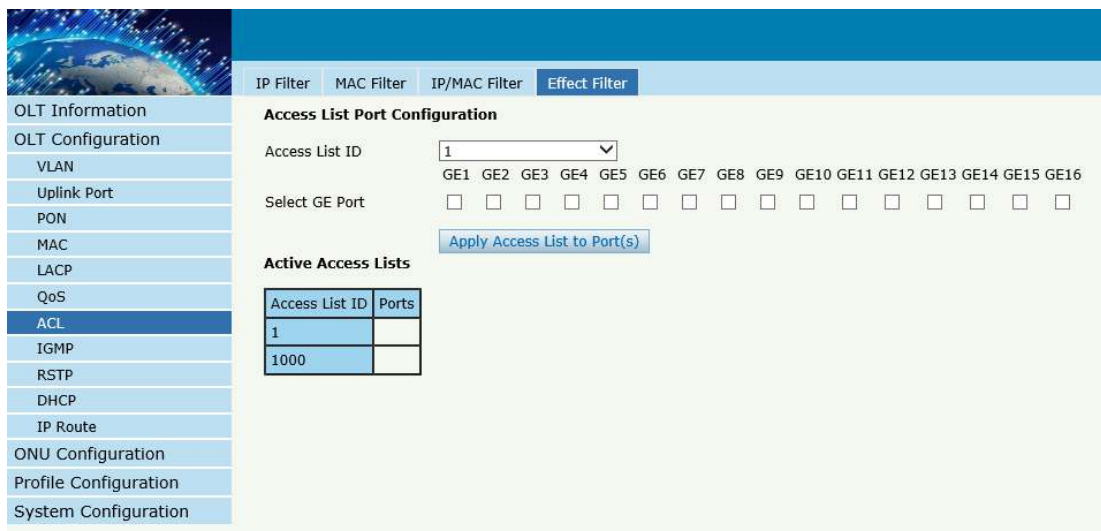 IP Filter MAC Filter IP/MAC Filter Effect Filter
OLT Information
OLT Configuration
VLAN
Uplink Port
PON
MAC
LACP
QoS
ACL
IGMP
RSTP
DHCP
IP Route
ONU Configuration
Profile Configuration
System Configuration
Access List Port Configuration
Access List ID 1
GE1 GE2 GE3 GE4 GE5 GE6 GE7 GE8 GE9 GE10 GE11 GE12 GE13 GE14 GE15 GE16
Select GE Port
Apply Access List to Port(s)
Active Access Lists
Access List ID Ports
1
1000